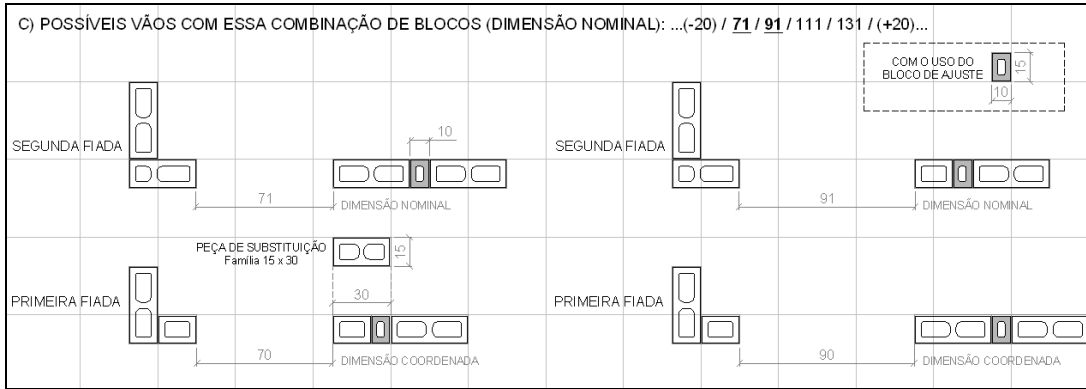 C) POSSÍVEIS VÃOS COM ESSA COMBINAÇÃO DE BLOCOS (DIMENSÃO NOMINAL): ...(-20) / 71 / 91 / 111 / 131 / (+20)...
COM O USO DO
BLOCO DE AJUSTE
15
10
SEGUNDA FIADA
10
71
DIMENSÃO NOMINAL
SEGUNDA FIADA
91
DIMENSÃO NOMINAL
PEÇA DE SUBSTITUIÇÃO
Família 15 x 30
15
30
PRIMEIRA FIADA
70
DIMENSÃO COORDENADA
PRIMEIRA FIADA
90
DIMENSÃO COORDENADA